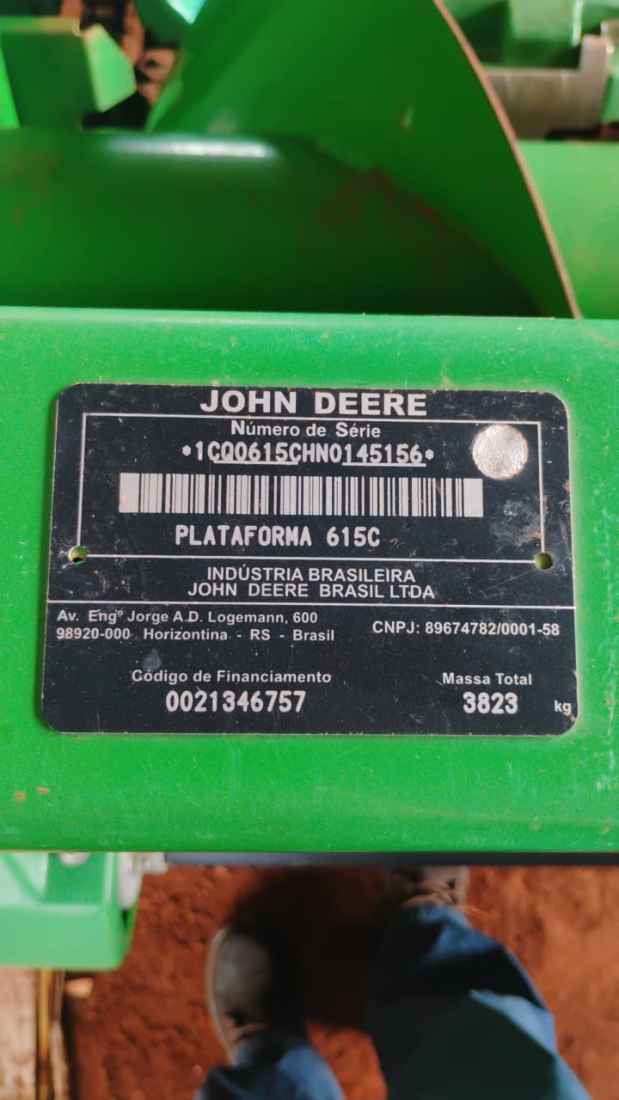 JOHN DEERE
Número de Série
*1CQ0615CHN0145156*
PLATAFORMA 615C
INDÚSTRIA BRASILEIRA
JOHN DEERE BRASIL LTDA
Av. Engº Jorge A.D. Logemann, 600
98920-000 Horizontina - RS - Brasil
CNPJ: 89674782/0001-58
Código de Financiamento
0021346757
Massa Total
3823 kg